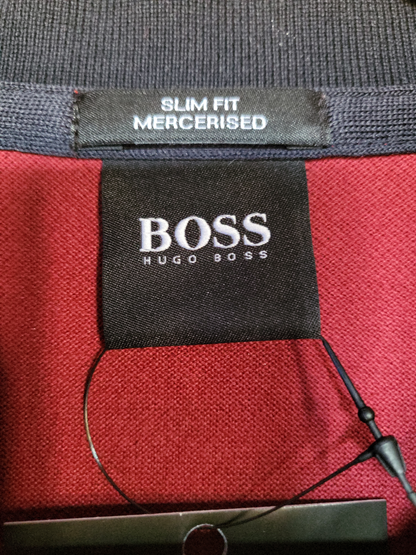 SLIM FIT
MERCERISED
BOSS
HUGO BOSS